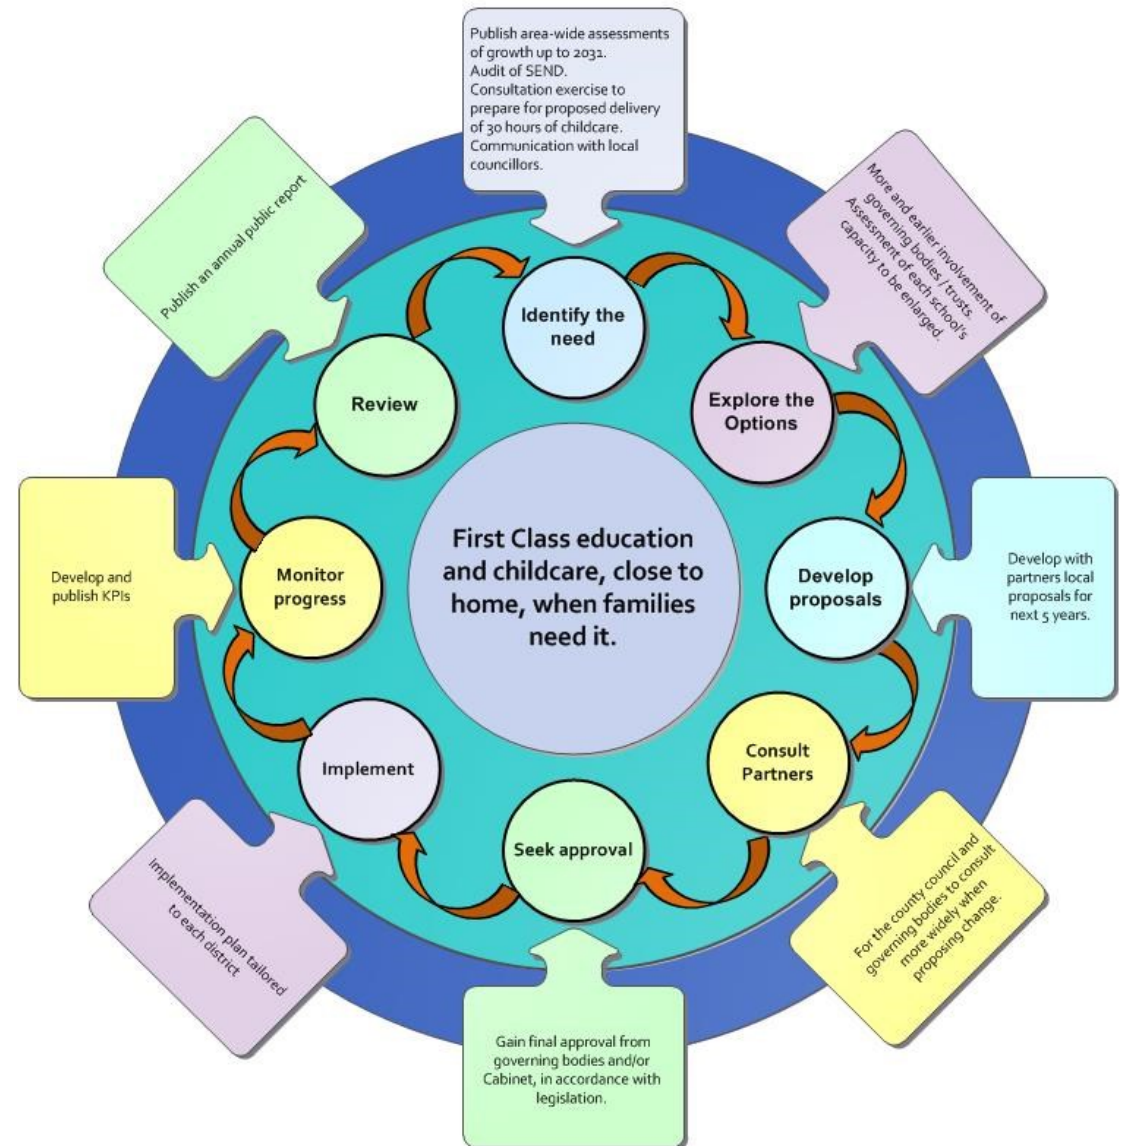 Publish area-wide assessments
of growth up to 2031.
Audit of SEND.
Consultation exercise to
prepare for proposed delivery
of 30 hours of childcare.
Communication with local
councillors.
More and earlier involvement of
governing bodies / trusts.
Assessment of each school's
capacity to be enlarged.
Publish an annual public report
Identify the
need
Review
Explore the
Options
First Class education
and childcare, close to
home, when families
need it.
Develop and
publish KPIs
Monitor
progress
Develop
proposals
Develop with
partners local
proposals for
next 5 years.
Implement
Consult
Partners
Seek approval
Implementation plan tailored
to each district
For the county council and
governing bodies to consult
more widely when
proposing change.
Gain final approval from
governing bodies and/or
Cabinet, in accordance with
legislation.